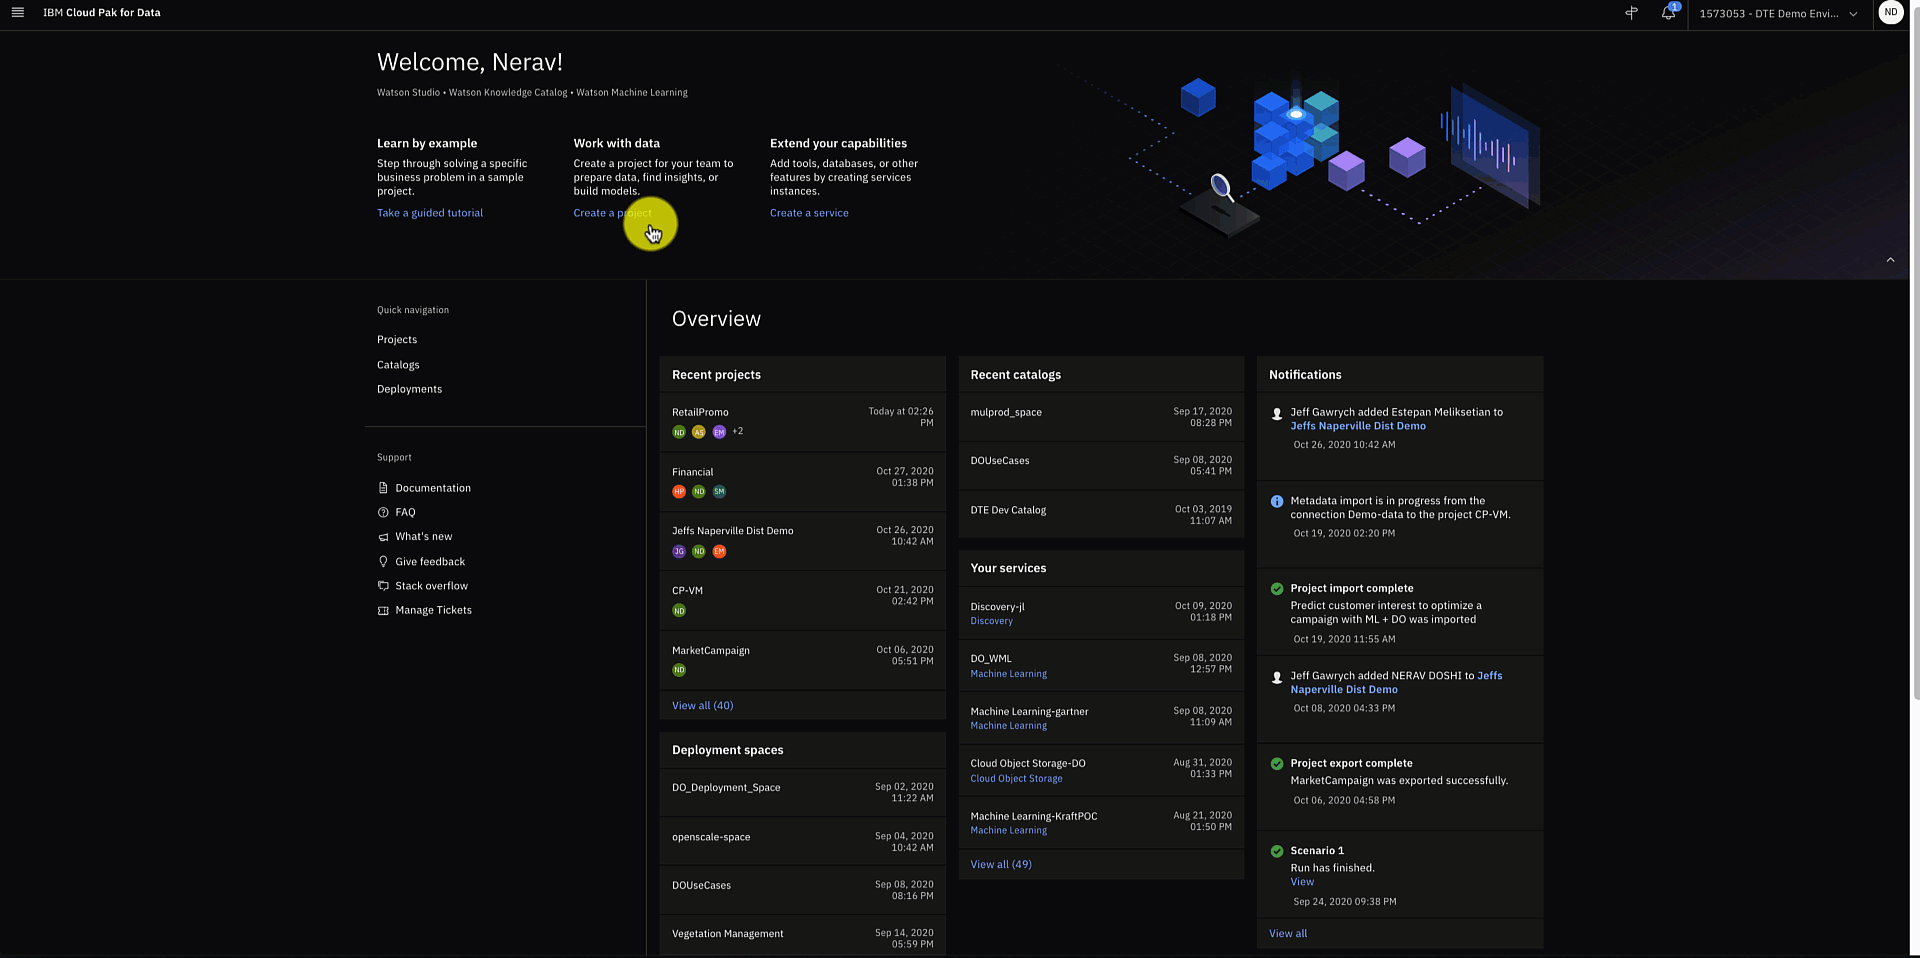 IBM Cloud Pak for Data
1
1573053 - DTE Demo Envi...
ND
Welcome, Nerav!
Watson Studio • Watson Knowledge Catalog • Watson Machine Learning
Learn by example
Step through solving a specific
business problem in a sample
project.
Take a guided tutorial
Work with data
Create a project for your team to
prepare data, find insights, or
build models.
Create a project
Extend your capabilities
Add tools, databases, or other
features by creating services
instances.
Create a service
Quick navigation
Projects
Catalogs
Deployments
Support
Documentation
FAQ
What's new
Give feedback
Stack overflow
Manage Tickets
Overview
Recent projects
RetailPromo
Today at 02:26
PM
ND AS EM +2
Financial
Oct 27, 2020
01:38 PM
HP ND SM
Jeffs Naperville Dist Demo
Oct 26, 2020
10:42 AM
JG ND EM
CP-VM
Oct 21, 2020
02:42 PM
ND
MarketCampaign
Oct 06, 2020
05:51 PM
ND
View all (40)
Deployment spaces
DO_Deployment_Space
Sep 02, 2020
11:22 AM
openscale-space
Sep 04, 2020
10:42 AM
DOUseCases
Sep 08, 2020
08:16 PM
Vegetation Management
Sep 14, 2020
05:59 PM
Recent catalogs
mulprod_space
Sep 17, 2020
08:28 PM
DOUseCases
Sep 08, 2020
05:41 PM
DTE Dev Catalog
Oct 03, 2019
11:07 AM
Your services
Discovery-jl
Discovery
Oct 09, 2020
01:18 PM
DO_WML
Machine Learning
Sep 08, 2020
12:57 PM
Machine Learning-gartner
Machine Learning
Sep 08, 2020
11:09 AM
Cloud Object Storage-DO
Cloud Object Storage
Aug 31, 2020
01:33 PM
Machine Learning-KraftPOC
Machine Learning
Aug 21, 2020
01:50 PM
View all (49)
Notifications
Jeff Gawrych added Estepan Meliksetian to
Jeffs Naperville Dist Demo
Oct 26, 2020 10:42 AM
Metadata import is in progress from the
connection Demo-data to the project CP-VM.
Oct 19, 2020 02:20 PM
Project import complete
Predict customer interest to optimize a
campaign with ML + DO was imported
Oct 19, 2020 11:55 AM
Jeff Gawrych added NERAV DOSHI to Jeffs
Naperville Dist Demo
Oct 08, 2020 04:33 PM
Project export complete
MarketCampaign was exported successfully.
Oct 06, 2020 04:58 PM
Scenario 1
Run has finished.
View
Sep 24, 2020 09:38 PM
View all